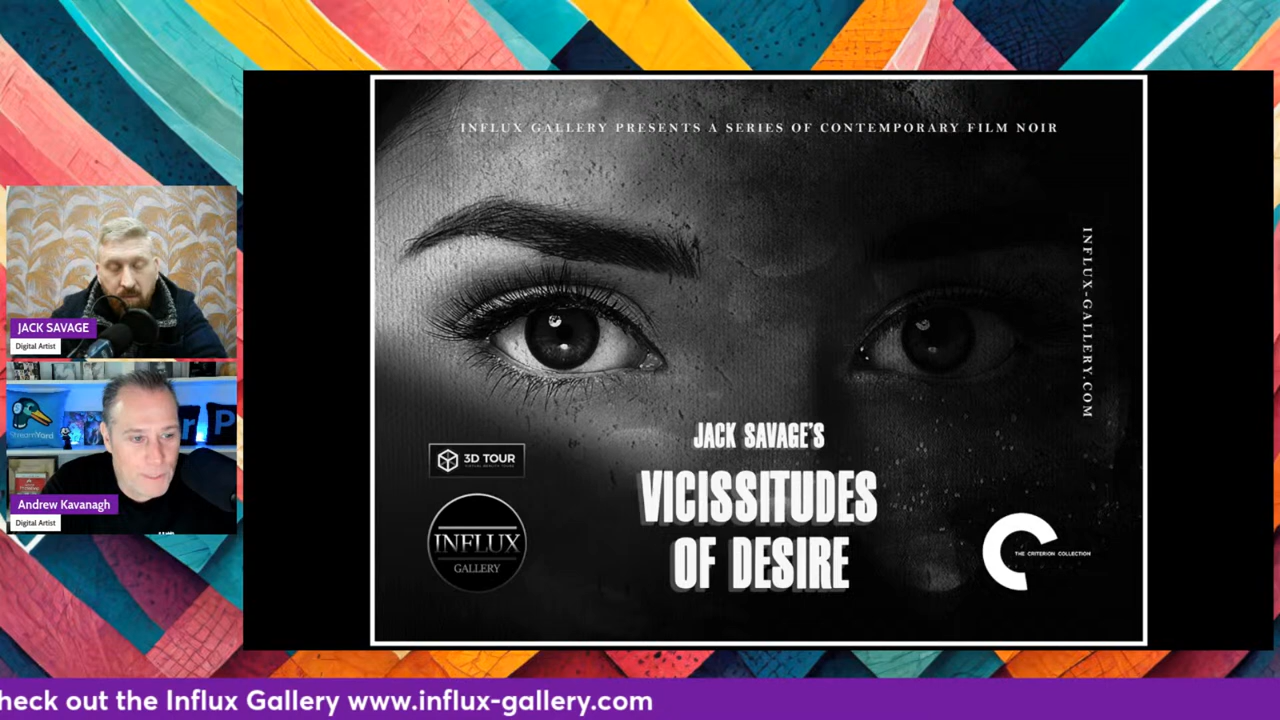 INFLUX GALLERY PRESENTS A SERIES OF CONTEMPORARY FILM NOIR
INFLUX-GALLERY.COM
JACK SAVAGE
Digital Artist
StreamYard
P
Andrew Kavanagh
Digital Artist
JACK SAVAGE'S
VICISSITUDES
OF DESIRE
3D TOUR
INFLUX
GALLERY
THE CRITERION COLLECTION
heck out the Influx Gallery www.influx-gallery.com